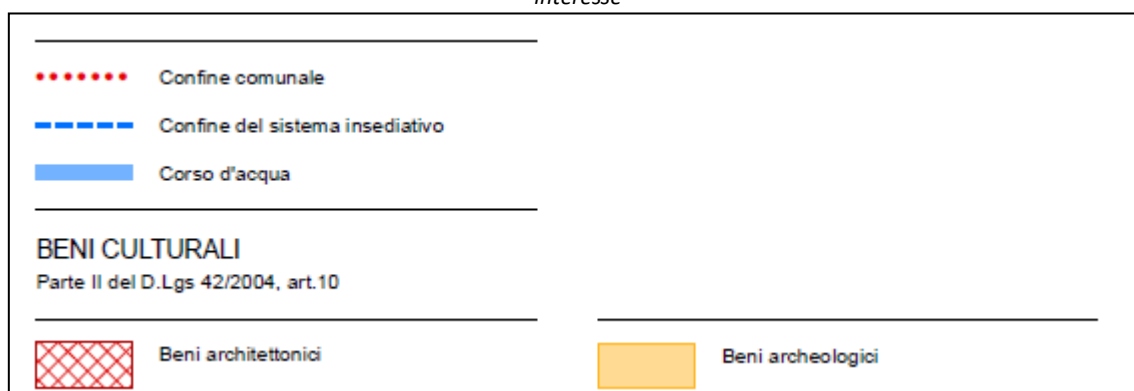 interesse
Confine comunale
Confine del sistema insediativo
Corso d'acqua
BENI CULTURALI
Parte II del D.Lgs 42/2004, art.10
Beni architettonici
Beni archeologici